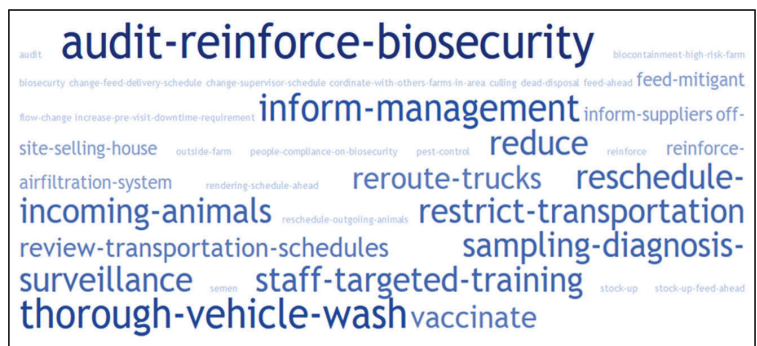 audit audit-reinforce-biosecurity biocontainment-high-risk-farm
biosecurty change-feed-delivery-schedule change-supervisor-schedule cordinate-with-others-farms-in-area culling dead-disposal feed-ahead feed-mitigant
flow-change increase-pre-visit-downtime-requirement inform-management inform-suppliers off-
site-selling-house outside-farm people-compliance-on-biosecurity pest-control reduce reinforce reinforce-
airfiltration-system rendering-schedule-ahead reroute-trucks reschedule-
incoming-animals reschedule-outgoiing-animals restrict-transportation
review-transportation-schedules sampling-diagnosis-
surveillance semen staff-targeted-training stock-up stock-up-feed-ahead
thorough-vehicle-wash vaccinate